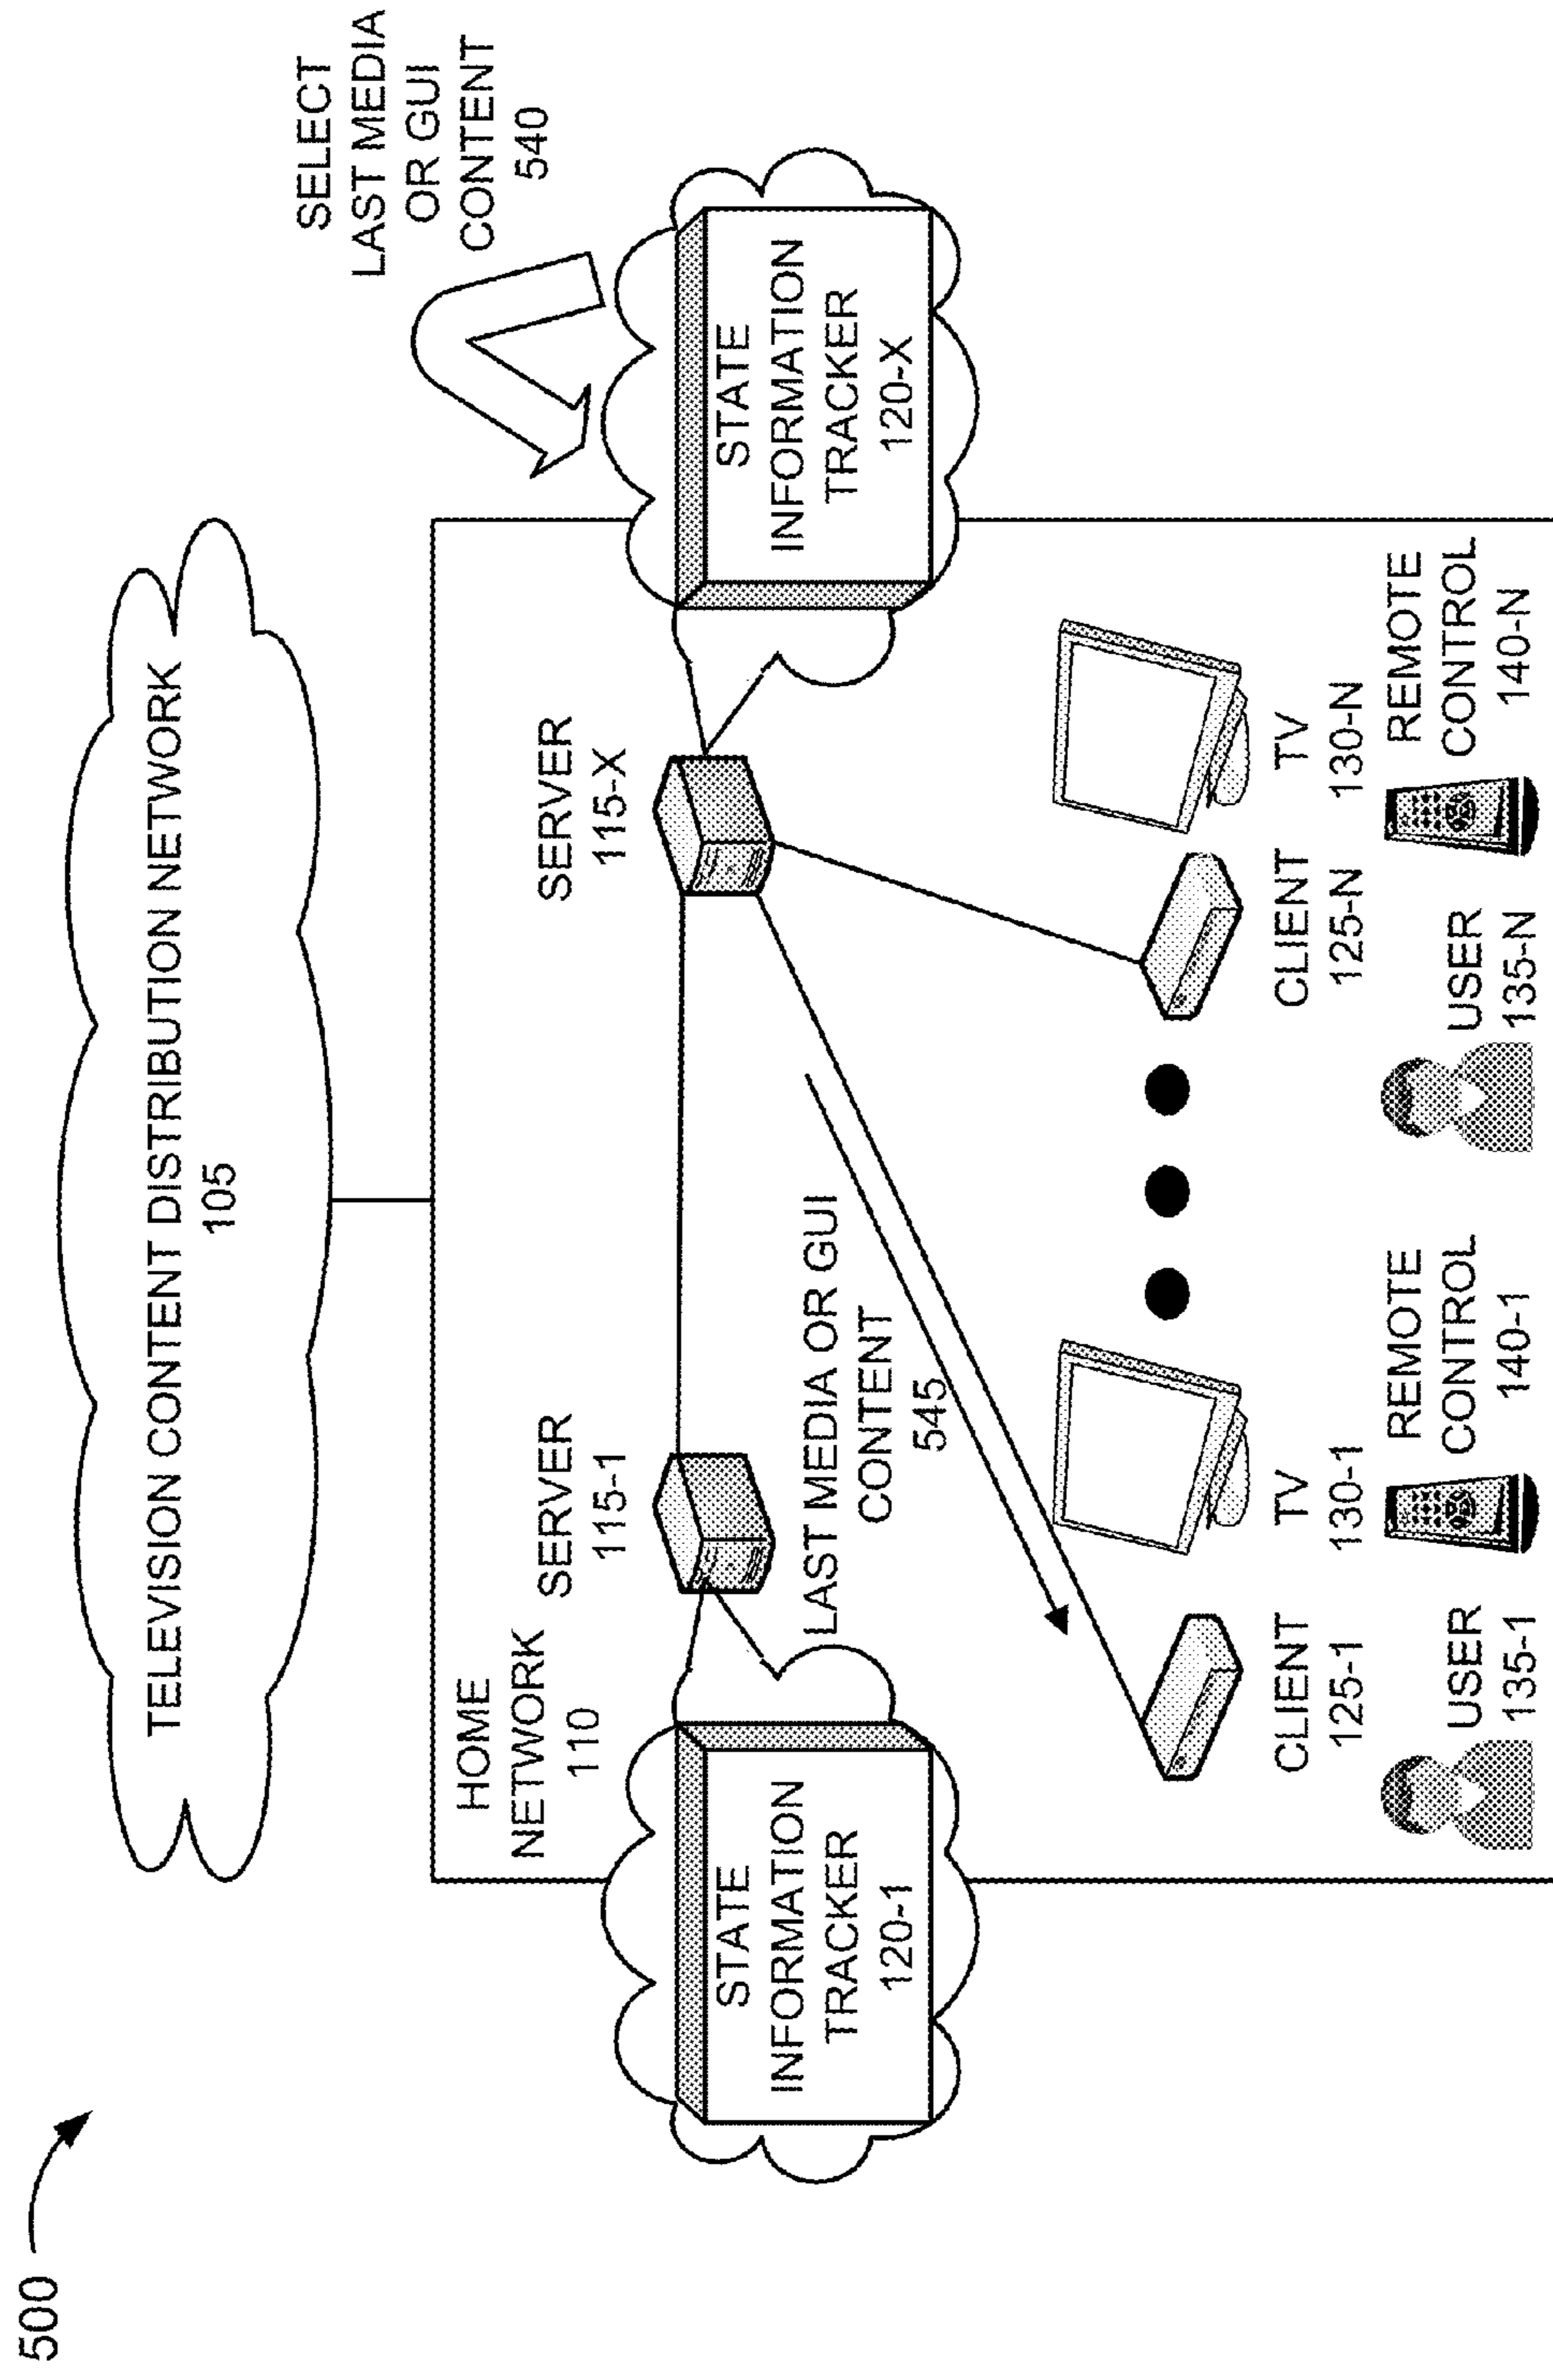 500
TELEVISION CONTENT DISTRIBUTION NETWORK
105
SELECT
LAST MEDIA
OR GUI
CONTENT
540
HOME
NETWORK
110
SERVER
115-1
SERVER
115-X
STATE
INFORMATION
TRACKER
120-1
STATE
INFORMATION
TRACKER
120-X
LAST MEDIA OR GUI
CONTENT
545
CLIENT
125-1
TV
130-1
CLIENT
125-N
TV
130-N
USER
135-1
REMOTE
CONTROL
140-1
USER
135-N
REMOTE
CONTROL
140-N